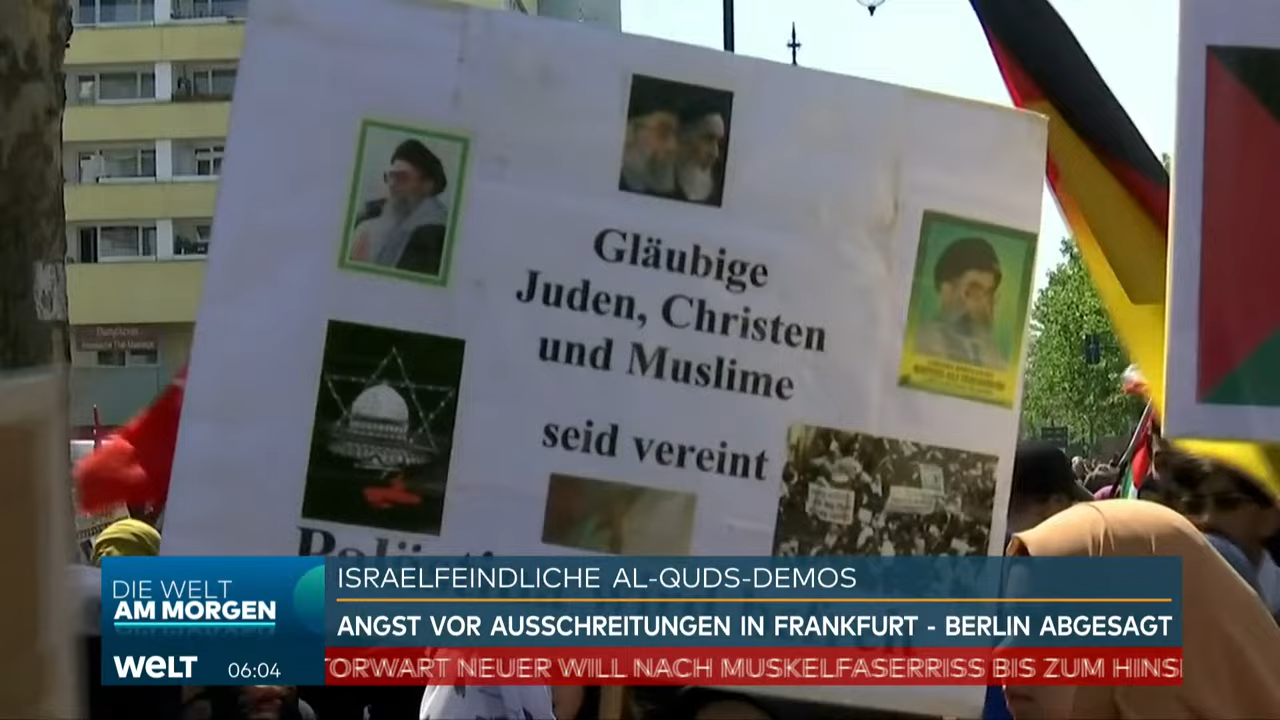 Gläubige
Juden, Christen
und Muslime
seid vereint
DIE WELT
AM MORGEN
ISRAELFEINDLICHE AL-QUDS-DEMOS
ANGST VOR AUSSCHREITUNGEN IN FRANKFURT - BERLIN ABGESAGT
welt
06:04
TORWART NEUER WILL NACH MUSKELFASERRISS BIS ZUM HINS